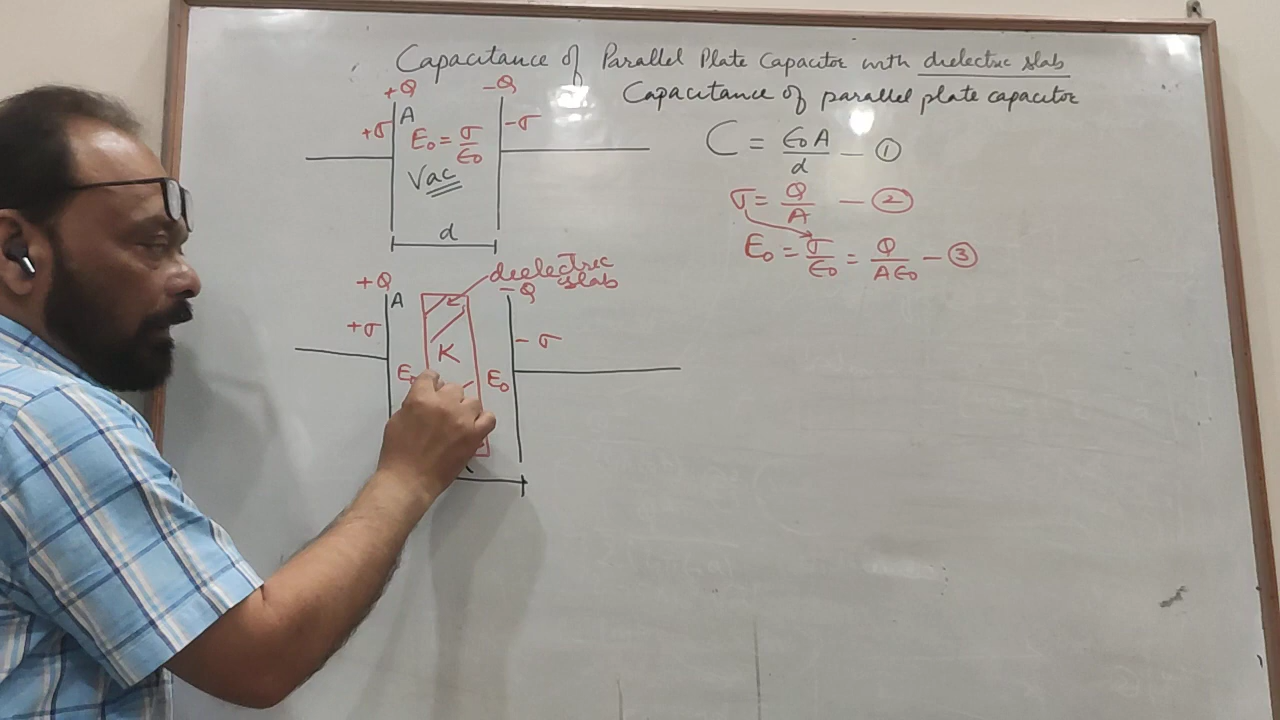 Capacitance of Parallel Plate Capacitor with dielectric slab
Capacitance of parallel plate capacitor
+Q
-Q
+σ
A
-σ
E₀ = σ/ε₀
Vac
d
C = ε₀A/d — ①
σ = Q/A — ②
E₀ = σ/ε₀ = Q/Aε₀ — ③
dielectric
slab
+Q
A
-Q
+σ
-σ
K
E₀
E₀